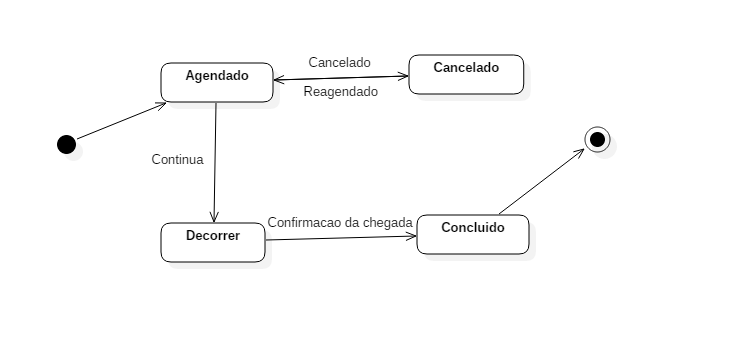 Agendado
Cancelado
Cancelado
Reagendado
Continua
Decorrer
Confirmacao da chegada
Concluido